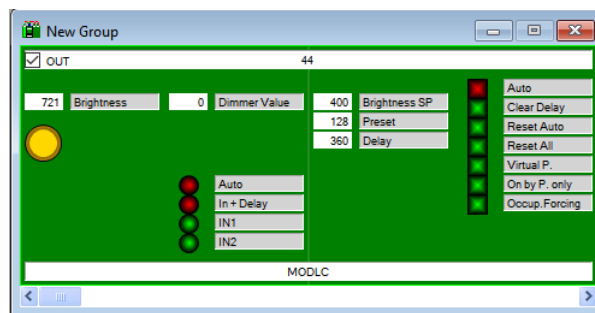 New Group
OUT 44
721 Brightness 0 Dimmer Value 400 Brightness SP
128 Preset
360 Delay
Auto
Clear Delay
Reset Auto
Reset All
Virtual P.
On by P. only
Occup.Forcing
Auto
In + Delay
IN1
IN2
MODLC